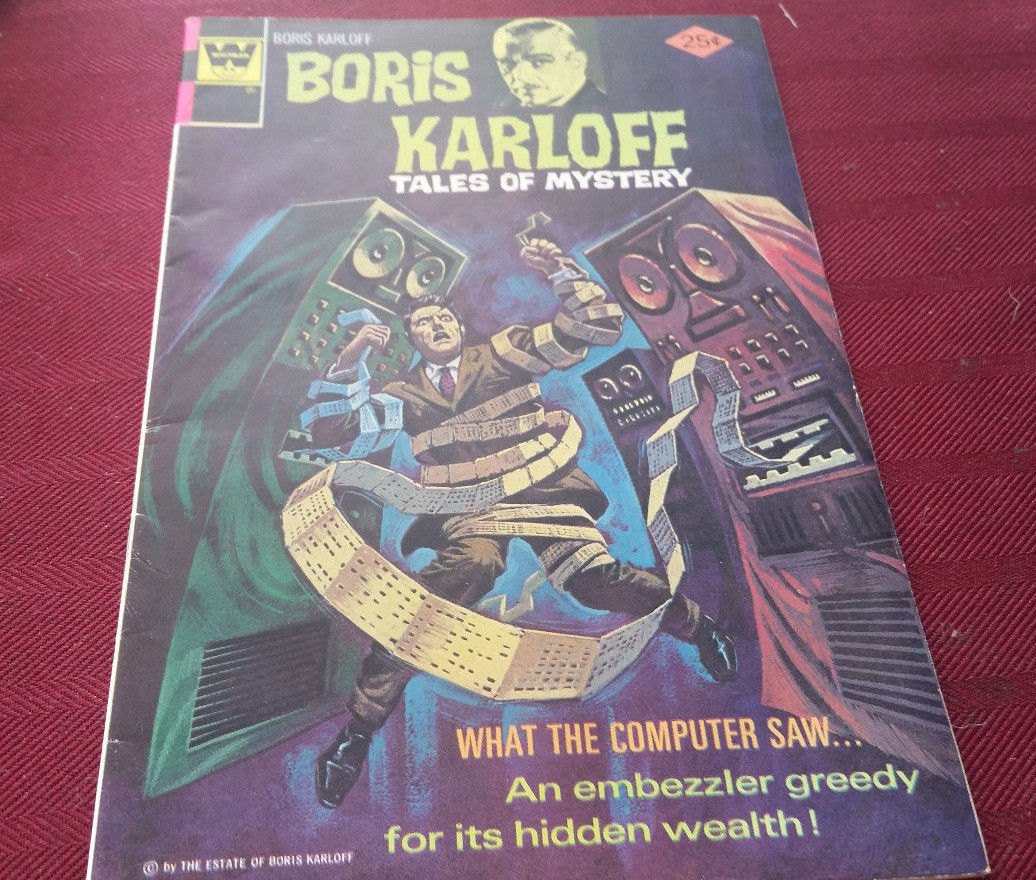 WHITMAN
BORIS KARLOFF
25¢
BORIS
KARLOFF
TALES OF MYSTERY
R
WHAT THE COMPUTER SAW...
An embezzler greedy
for its hidden wealth!
© by THE ESTATE OF BORIS KARLOFF